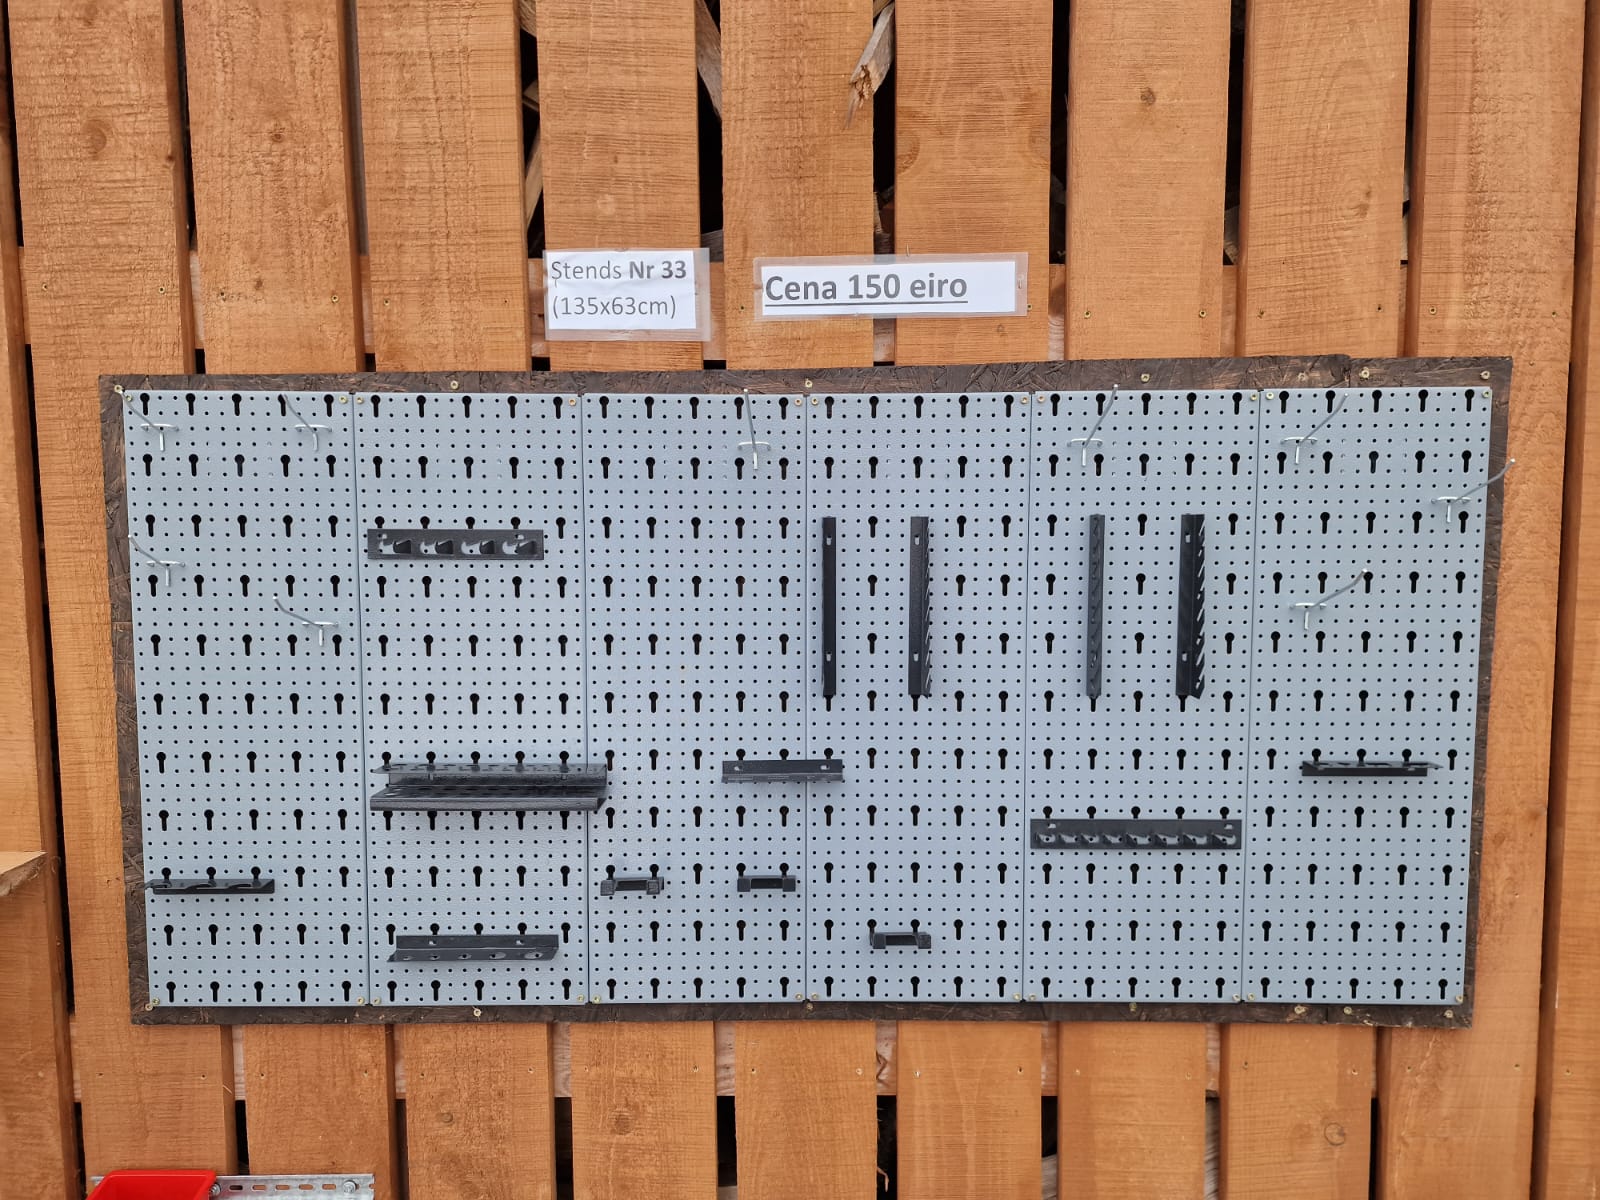 Stends Nr 33
(135x63cm)
Cena 150 eiro